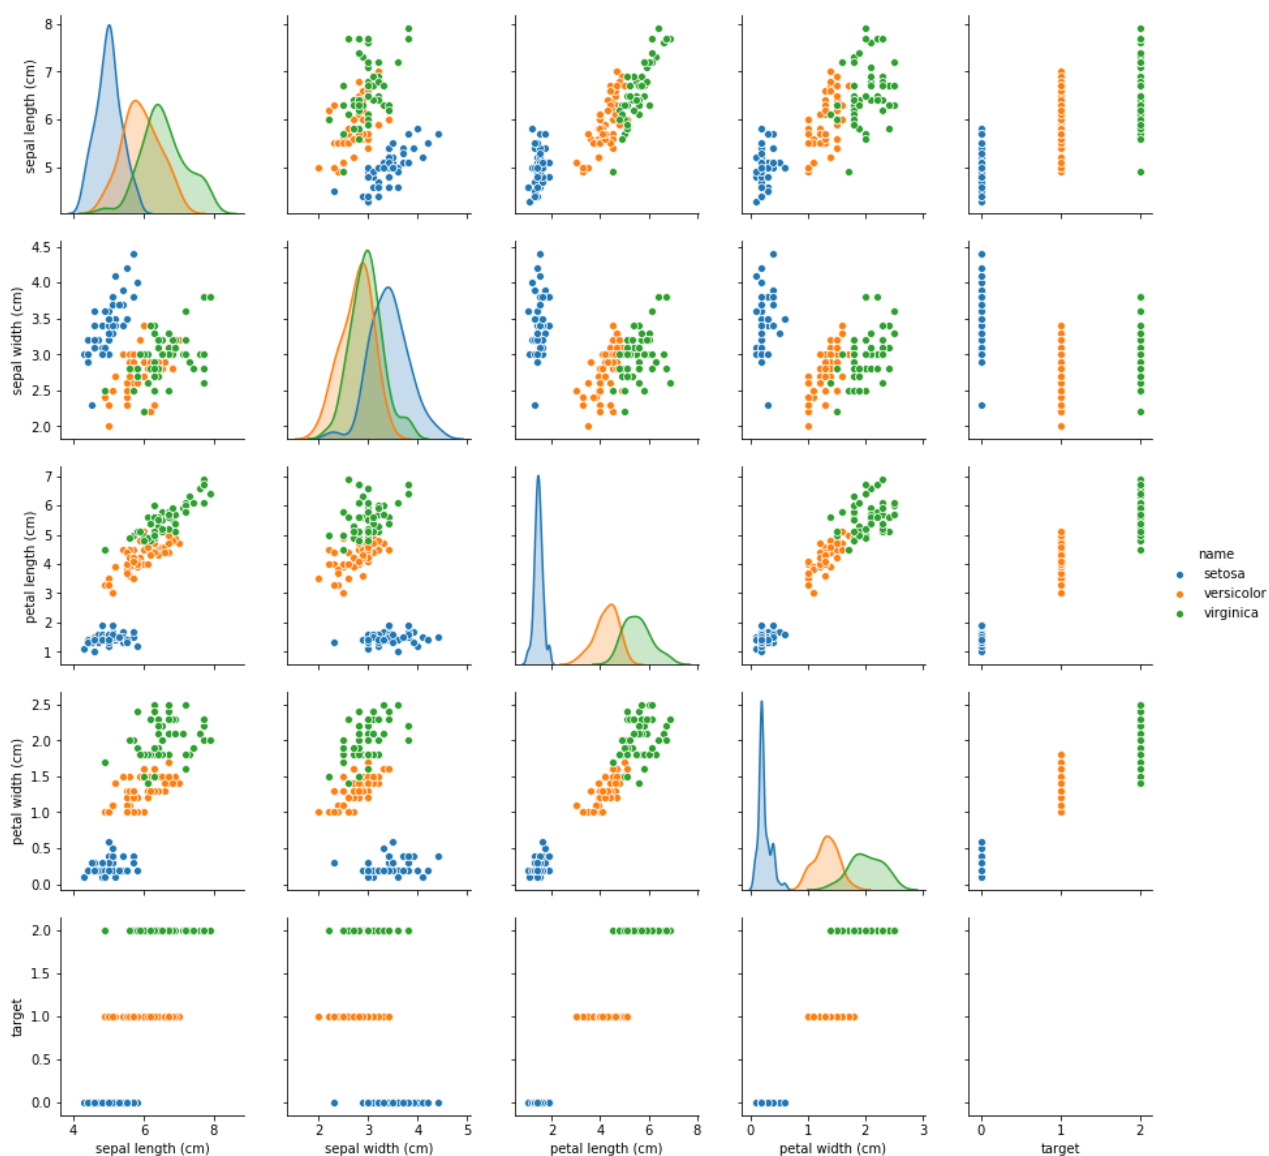 8
7
6
5
sepal length (cm)
4.5
4.0
3.5
3.0
2.5
2.0
sepal width (cm)
7
6
5
4
3
2
1
petal length (cm)
name
setosa
versicolor
virginica
2.5
2.0
1.5
1.0
0.5
0.0
petal width (cm)
2.0
1.5
1.0
0.5
0.0
target
4 6 8
2 3 4 5
0 2 4 6 8
0 1 2 3
0 1 2
sepal length (cm)
sepal width (cm)
petal length (cm)
petal width (cm)
target